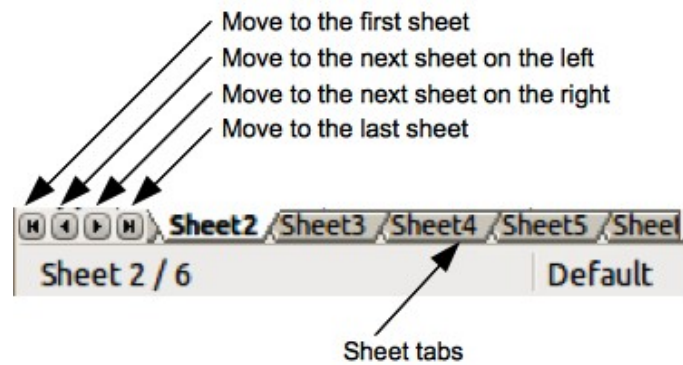 Move to the first sheet
Move to the next sheet on the left
Move to the next sheet on the right
Move to the last sheet
Sheet2 Sheet3 Sheet4 Sheet5 Sheel
Sheet 2 / 6 Default
Sheet tabs